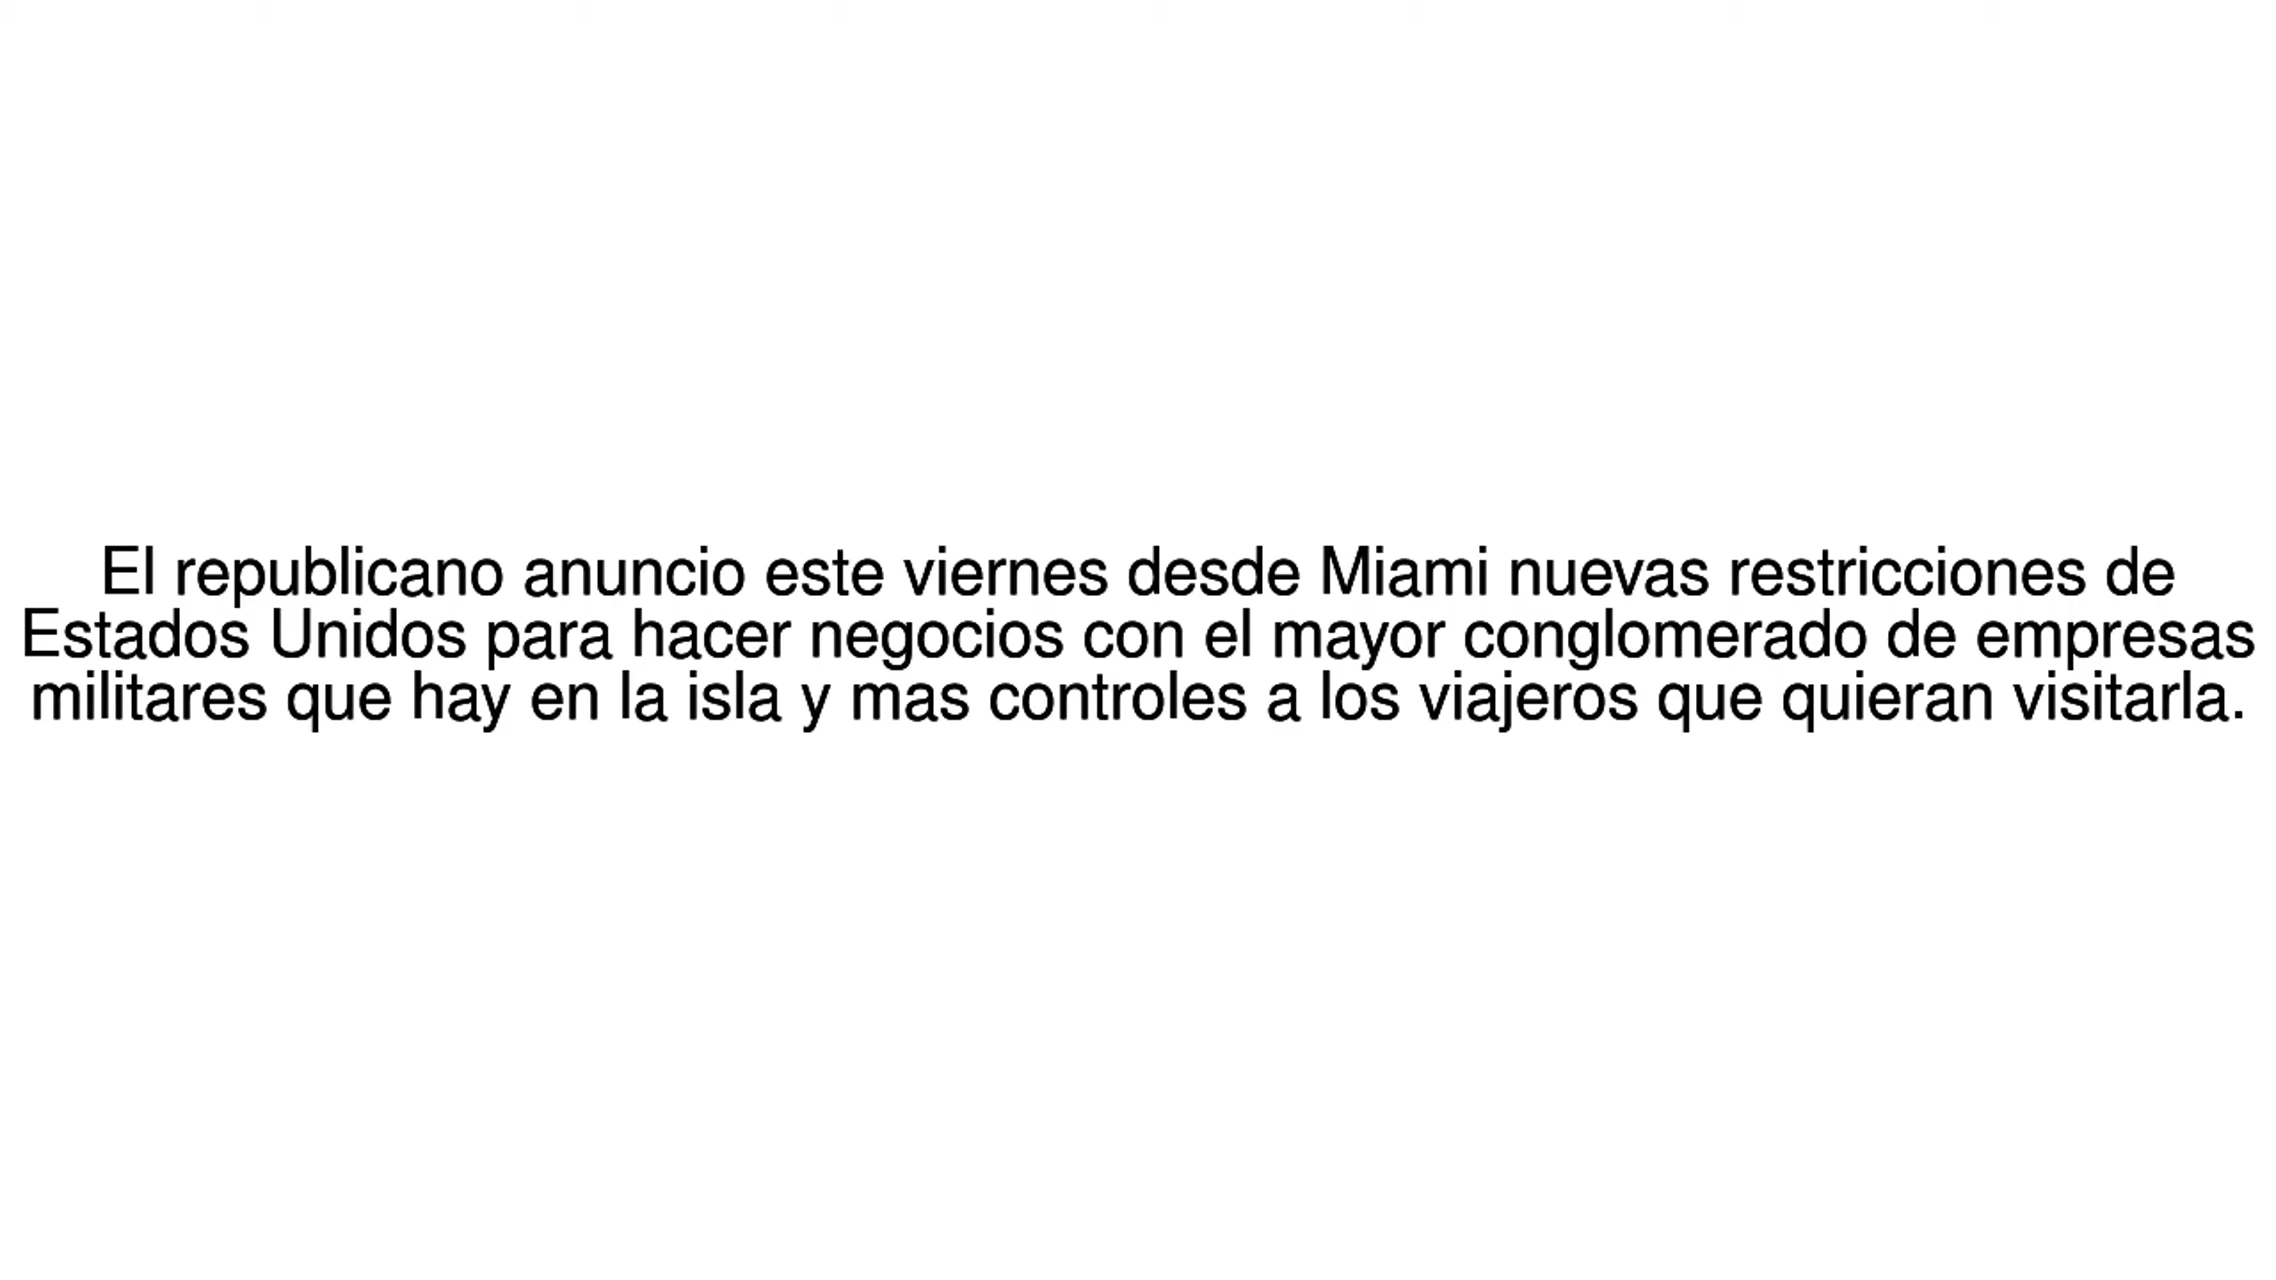 El republicano anuncio este viernes desde Miami nuevas restricciones de
Estados Unidos para hacer negocios con el mayor conglomerado de empresas
militares que hay en la isla y mas controles a los viajeros que quieran visitarla.